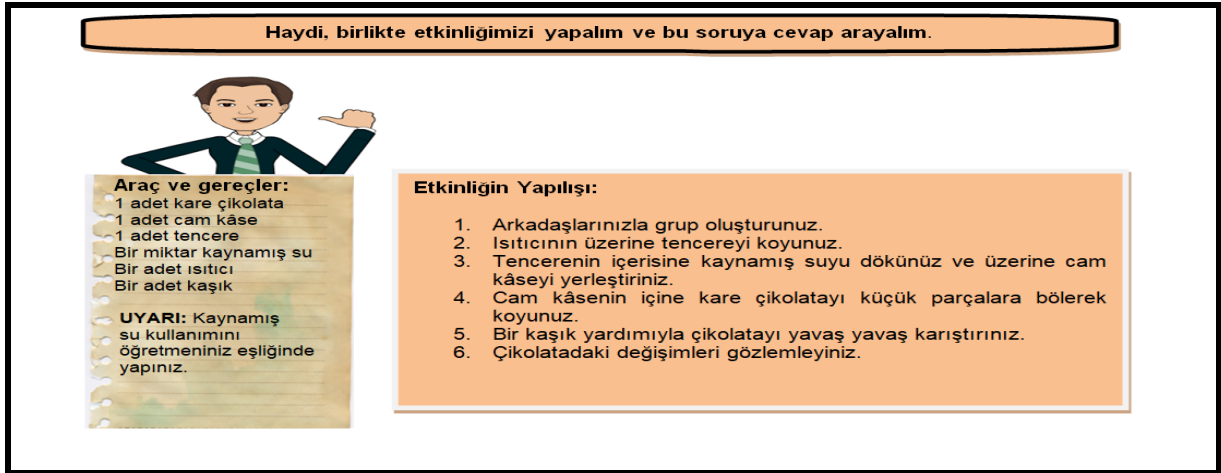 Haydi, birlikte etkinliğimizi yapalım ve bu soruya cevap arayalım.
Araç ve gereçler:
1 adet kare çikolata
1 adet cam kâse
1 adet tencere
Bir miktar kaynamış su
Bir adet ısıtıcı
Bir adet kaşık
UYARI: Kaynamış
su kullanımını
öğretmeniniz eşliğinde
yapınız.
Etkinliğin Yapılışı:
1. Arkadaşlarınızla grup oluşturunuz.
2. Isıtıcının üzerine tencereyi koyunuz.
3. Tencerenin içerisine kaynamış suyu dökünüz ve üzerine cam
kâseyi yerleştiriniz.
4. Cam kâsenin içine kare çikolatayı küçük parçalara bölerek
koyunuz.
5. Bir kaşık yardımıyla çikolatayı yavaş yavaş karıştırınız.
6. Çikolatadaki değişimleri gözlemleyiniz.